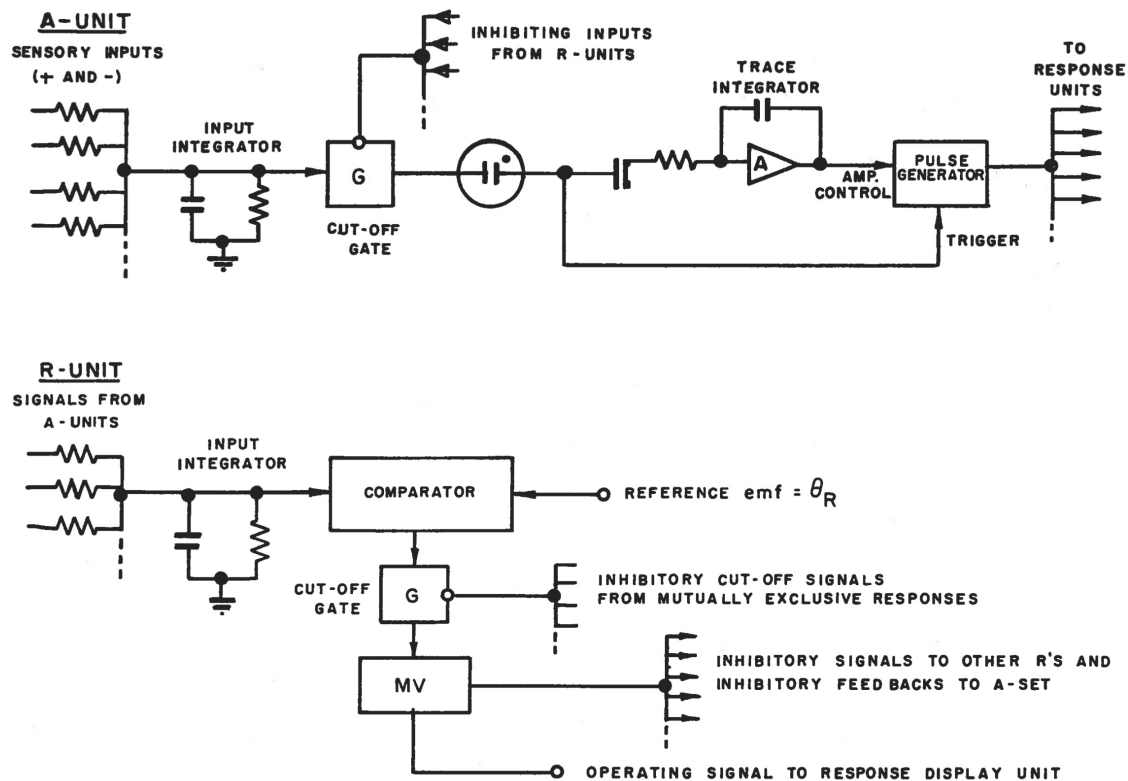 A-UNIT
SENSORY INPUTS
(+ AND -)
INPUT
INTEGRATOR
G
CUT-OFF
GATE
INHIBITING INPUTS
FROM R-UNITS
TRACE
INTEGRATOR
A
AMP.
CONTROL
PULSE
GENERATOR
TRIGGER
TO
RESPONSE
UNITS
R-UNIT
SIGNALS FROM
A-UNITS
INPUT
INTEGRATOR
COMPARATOR
REFERENCE emf = θR
CUT-OFF
GATE
G
INHIBITORY CUT-OFF SIGNALS
FROM MUTUALLY EXCLUSIVE RESPONSES
MV
INHIBITORY SIGNALS TO OTHER R'S AND
INHIBITORY FEEDBACKS TO A-SET
OPERATING SIGNAL TO RESPONSE DISPLAY UNIT